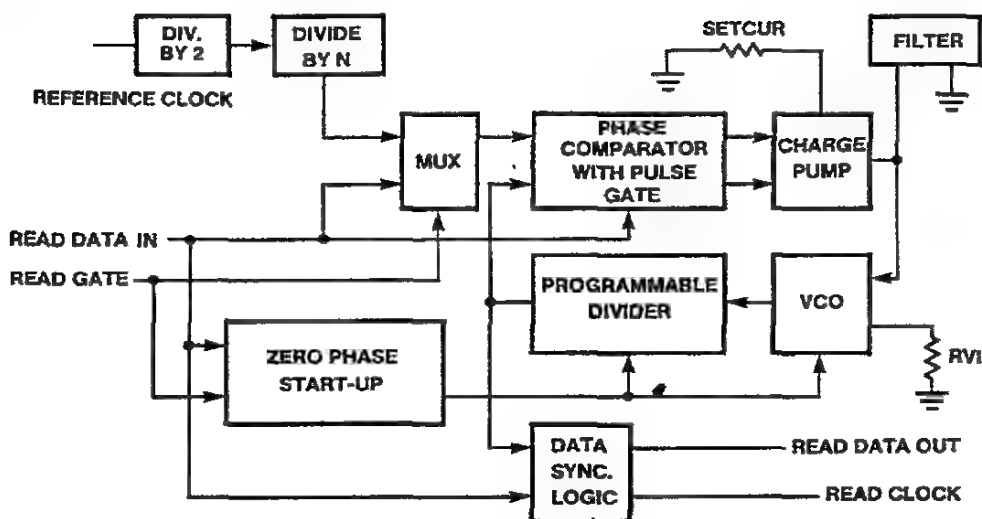 DIV.
BY 2
DIVIDE
BY N
REFERENCE CLOCK
SETCUR
FILTER
MUX
PHASE
COMPARATOR
WITH PULSE
GATE
CHARGE
PUMP
READ DATA IN
READ GATE
PROGRAMMABLE
DIVIDER
VCO
RVI
ZERO PHASE
START-UP
DATA
SYNC.
LOGIC
READ DATA OUT
READ CLOCK